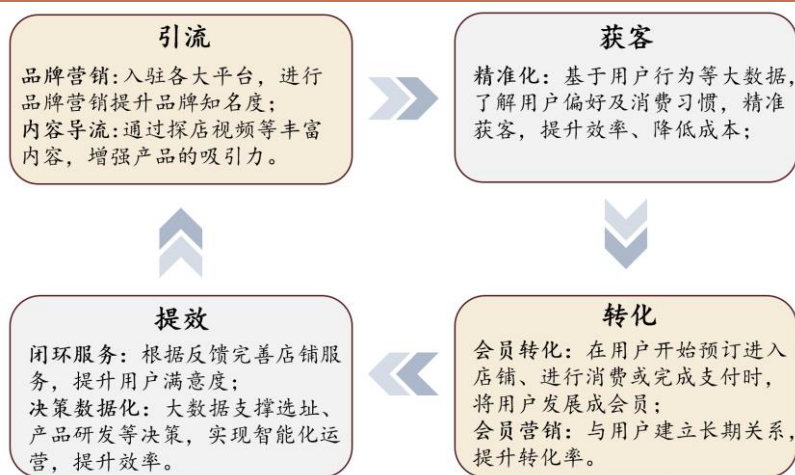 引流
品牌营销:入驻各大平台，进行
品牌营销提升品牌知名度；
内容导流:通过探店视频等丰富
内容，增强产品的吸引力。
获客
精准化：基于用户行为等大数据，
了解用户偏好及消费习惯，精准
获客，提升效率、降低成本；
转化
会员转化：在用户开始预订进入
店铺、进行消费或完成支付时，
将用户发展成会员；
会员营销：与用户建立长期关系，
提升转化率。
提效
闭环服务：根据反馈完善店铺服
务，提升用户满意度；
决策数据化：大数据支撑选址、
产品研发等决策，实现智能化运
营，提升效率。